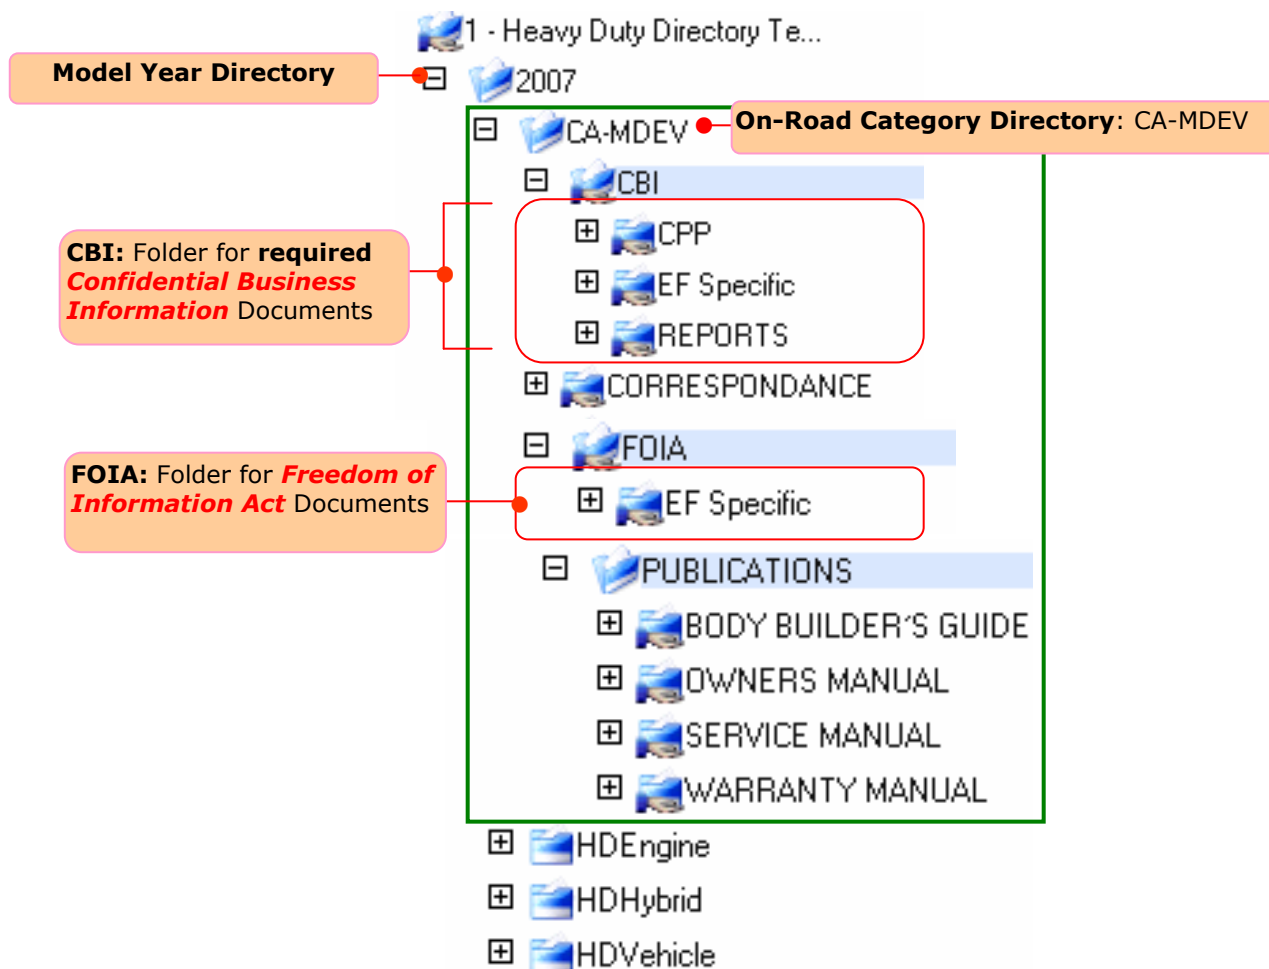 1 - Heavy Duty Directory Te...
Model Year Directory
2007
CA-MDEV
On-Road Category Directory: CA-MDEV
CBI
CPP
CBI: Folder for required
Confidential Business
Information Documents
EF Specific
REPORTS
CORRESPONDANCE
FOIA
FOIA: Folder for Freedom of
Information Act Documents
EF Specific
PUBLICATIONS
BODY BUILDER'S GUIDE
OWNERS MANUAL
SERVICE MANUAL
WARRANTY MANUAL
HDEngine
HDHybrid
HDVehicle